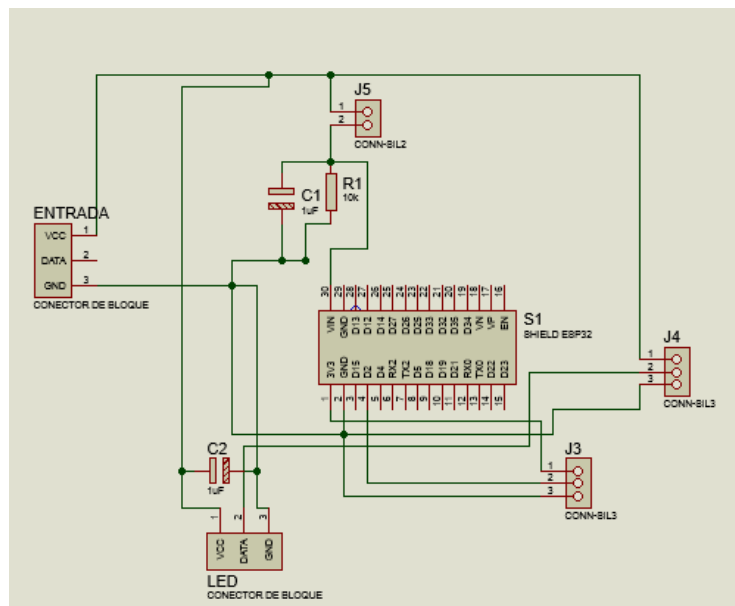 J5
1
2
CONN-SIL2
C1
1uF
R1
10k
ENTRADA
VCC
1
DATA
2
GND
3
CONECTOR DE BLOQUE
30
29
28
27
26
25
24
23
22
21
20
19
18
17
16
VIN
GND
D13
D12
D14
D27
D26
D25
D33
D32
D35
D34
VN
VP
EN
S1
SHIELD ESP32
3V3
GND
D15
D2
D4
RX2
TX2
D5
D18
D19
D21
RX0
TX0
D22
D23
1
2
3
4
5
6
7
8
9
10
11
12
13
14
15
J4
1
2
3
CONN-SIL3
J3
1
2
3
CONN-SIL3
C2
1uF
1
2
3
VCC
DATA
GND
LED
CONECTOR DE BLOQUE